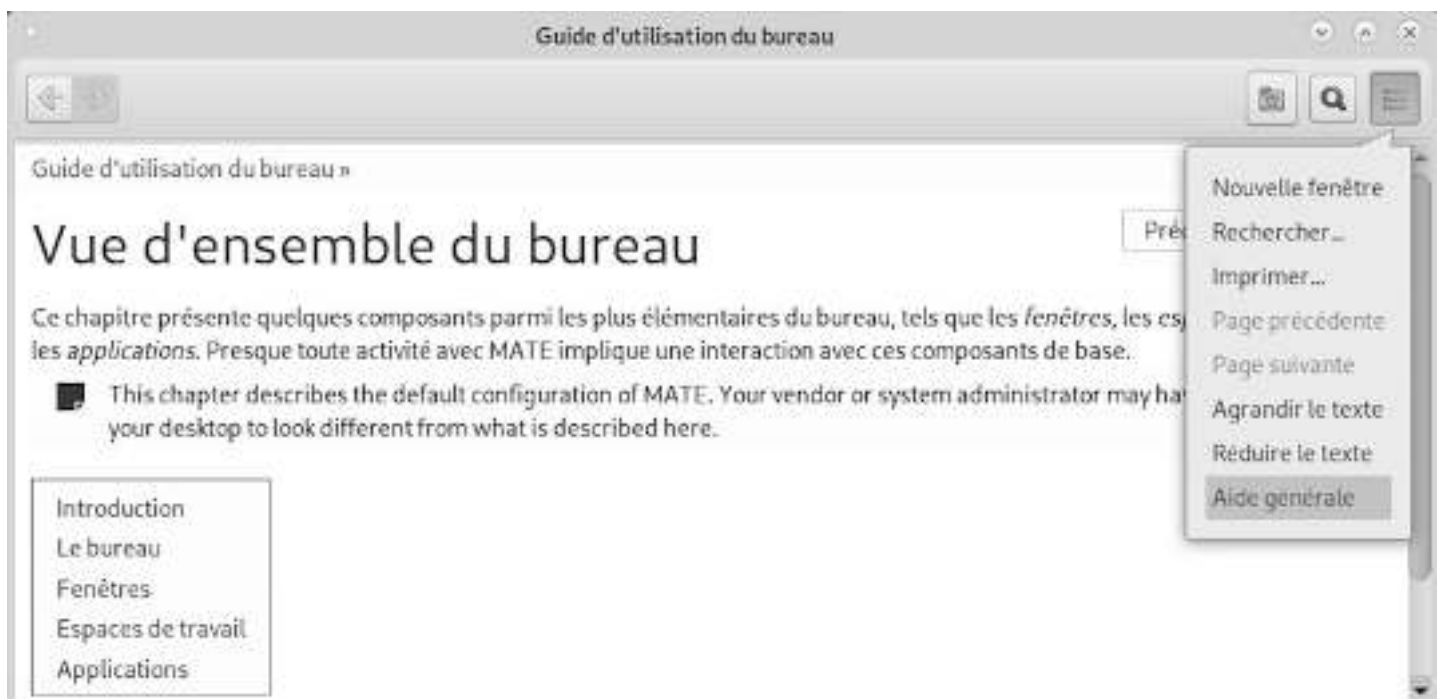 Guide d'utilisation du bureau
Guide d'utilisation du bureau »
Vue d'ensemble du bureau
Ce chapitre présente quelques composants parmi les plus élémentaires du bureau, tels que les fenêtres, les
les applications. Presque toute activité avec MATE implique une interaction avec ces composants de base.
This chapter describes the default configuration of MATE. Your vendor or system administrator may
your desktop to look different from what is described here.
Introduction
Le bureau
Fenêtres
Espaces de travail
Applications
Nouvelle fenêtre
Rechercher...
Imprimer...
Page précédente
Page suivante
Agrandir le texte
Réduire le texte
Aide générale